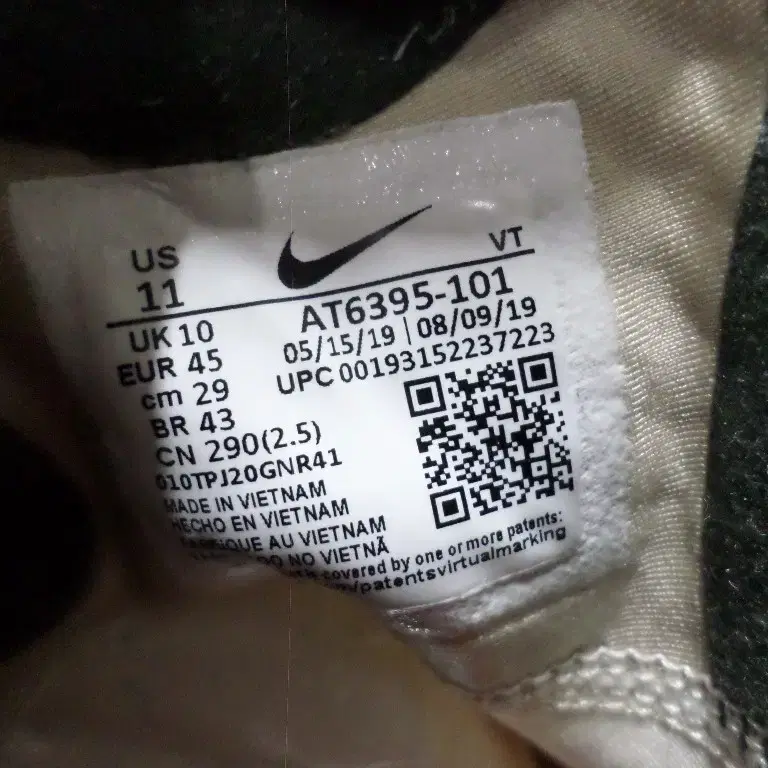 US
11
VT
UK 10
EUR 45
cm 29
BR 43
CN 290(2.5)
AT6395-101
05/15/19 | 08/09/19
UPC 00193152237223
010TPJ20GNR41
MADE IN VIETNAM
HECHO EN VIETNAM
AU VIETNAM
NO VIETNÃ
is covered by one or more patents:
/patentsvirtualmarking